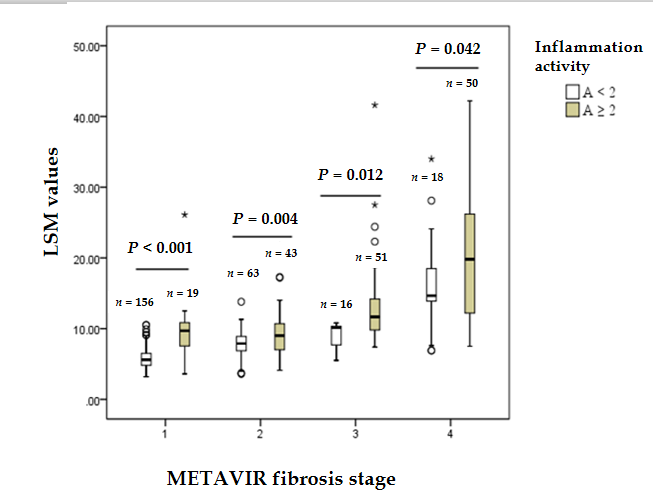 P = 0.042
n = 50
Inflammation
activity
A < 2
A ≥ 2
50.00
40.00
30.00
20.00
10.00
.00
LSM values
P < 0.001
n = 156
n = 19
P = 0.004
n = 63
n = 43
P = 0.012
n = 16
n = 51
n = 18
1
2
3
4
METAVIR fibrosis stage